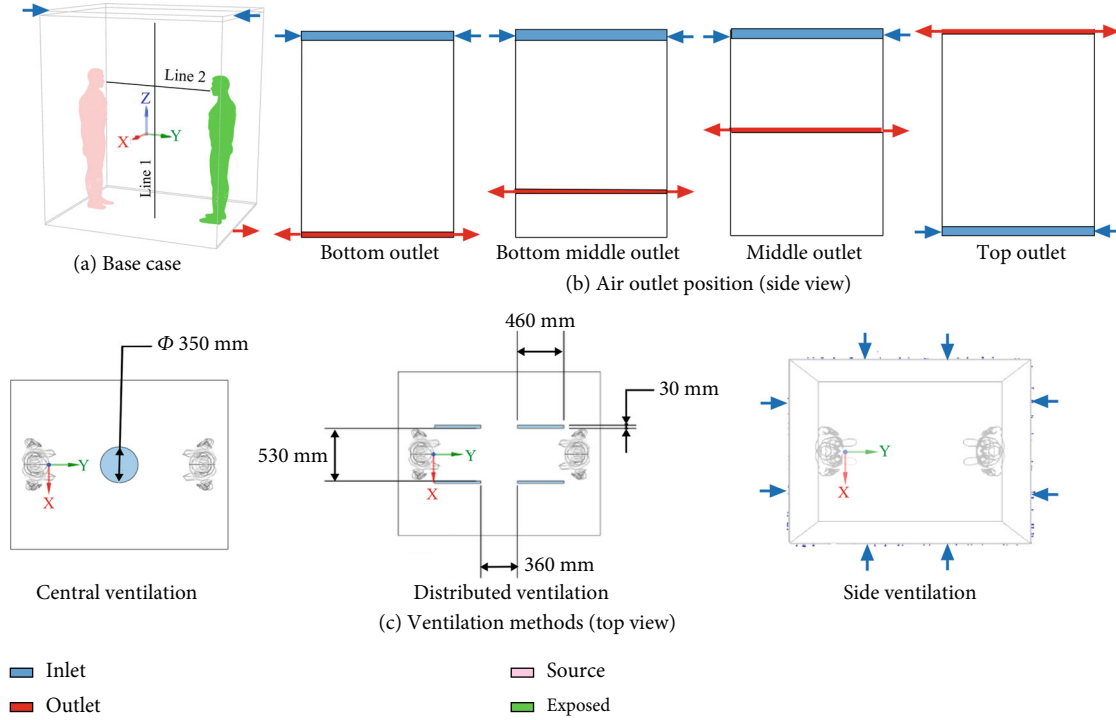 Line 2
Z
X
Y
Line 1
(a) Base case
Bottom outlet
Bottom middle outlet
Middle outlet
Top outlet
(b) Air outlet position (side view)
Φ 350 mm
Y
X
Central ventilation
460 mm
30 mm
530 mm
Y
X
360 mm
Distributed ventilation
Y
X
Side ventilation
(c) Ventilation methods (top view)
Inlet
Source
Outlet
Exposed